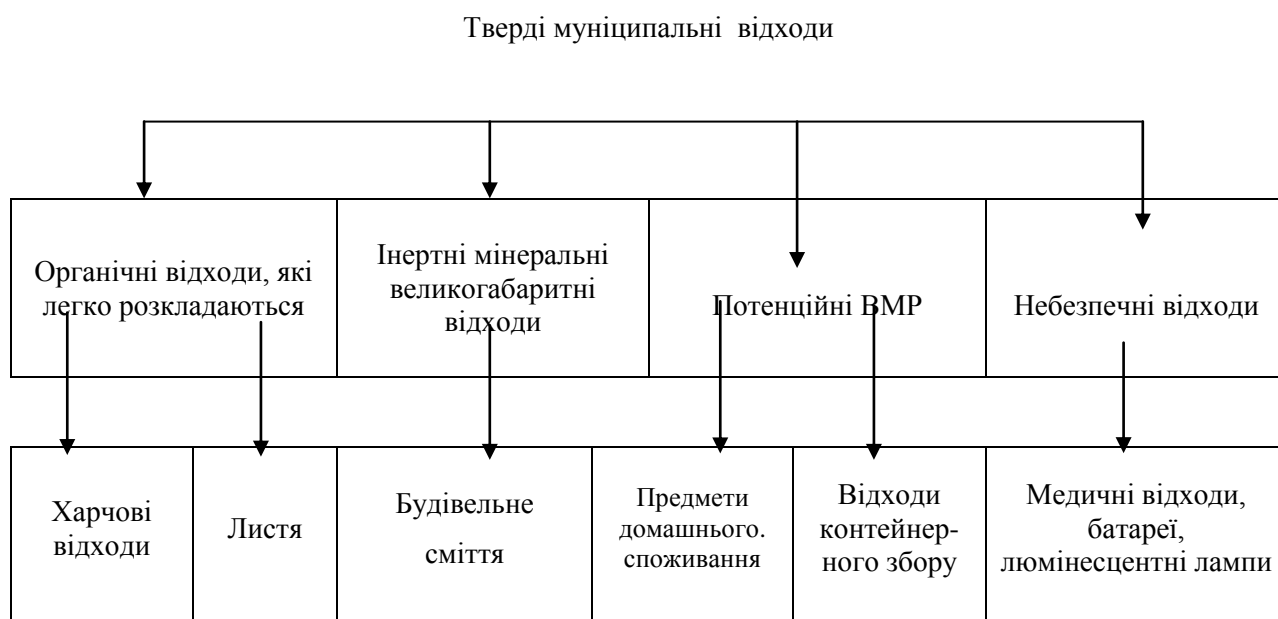 Тверді муніципальні відходи
Органічні відходи, які
легко розкладаються
Інертні мінеральні
великогабаритні
відходи
Потенційні ВМР
Небезпечні відходи
Харчові
відходи
Листя
Будівельне
сміття
Предмети
домашнього.
споживання
Відходи
контейнер-
ного збору
Медичні відходи,
батареї,
люмінесцентні лампи